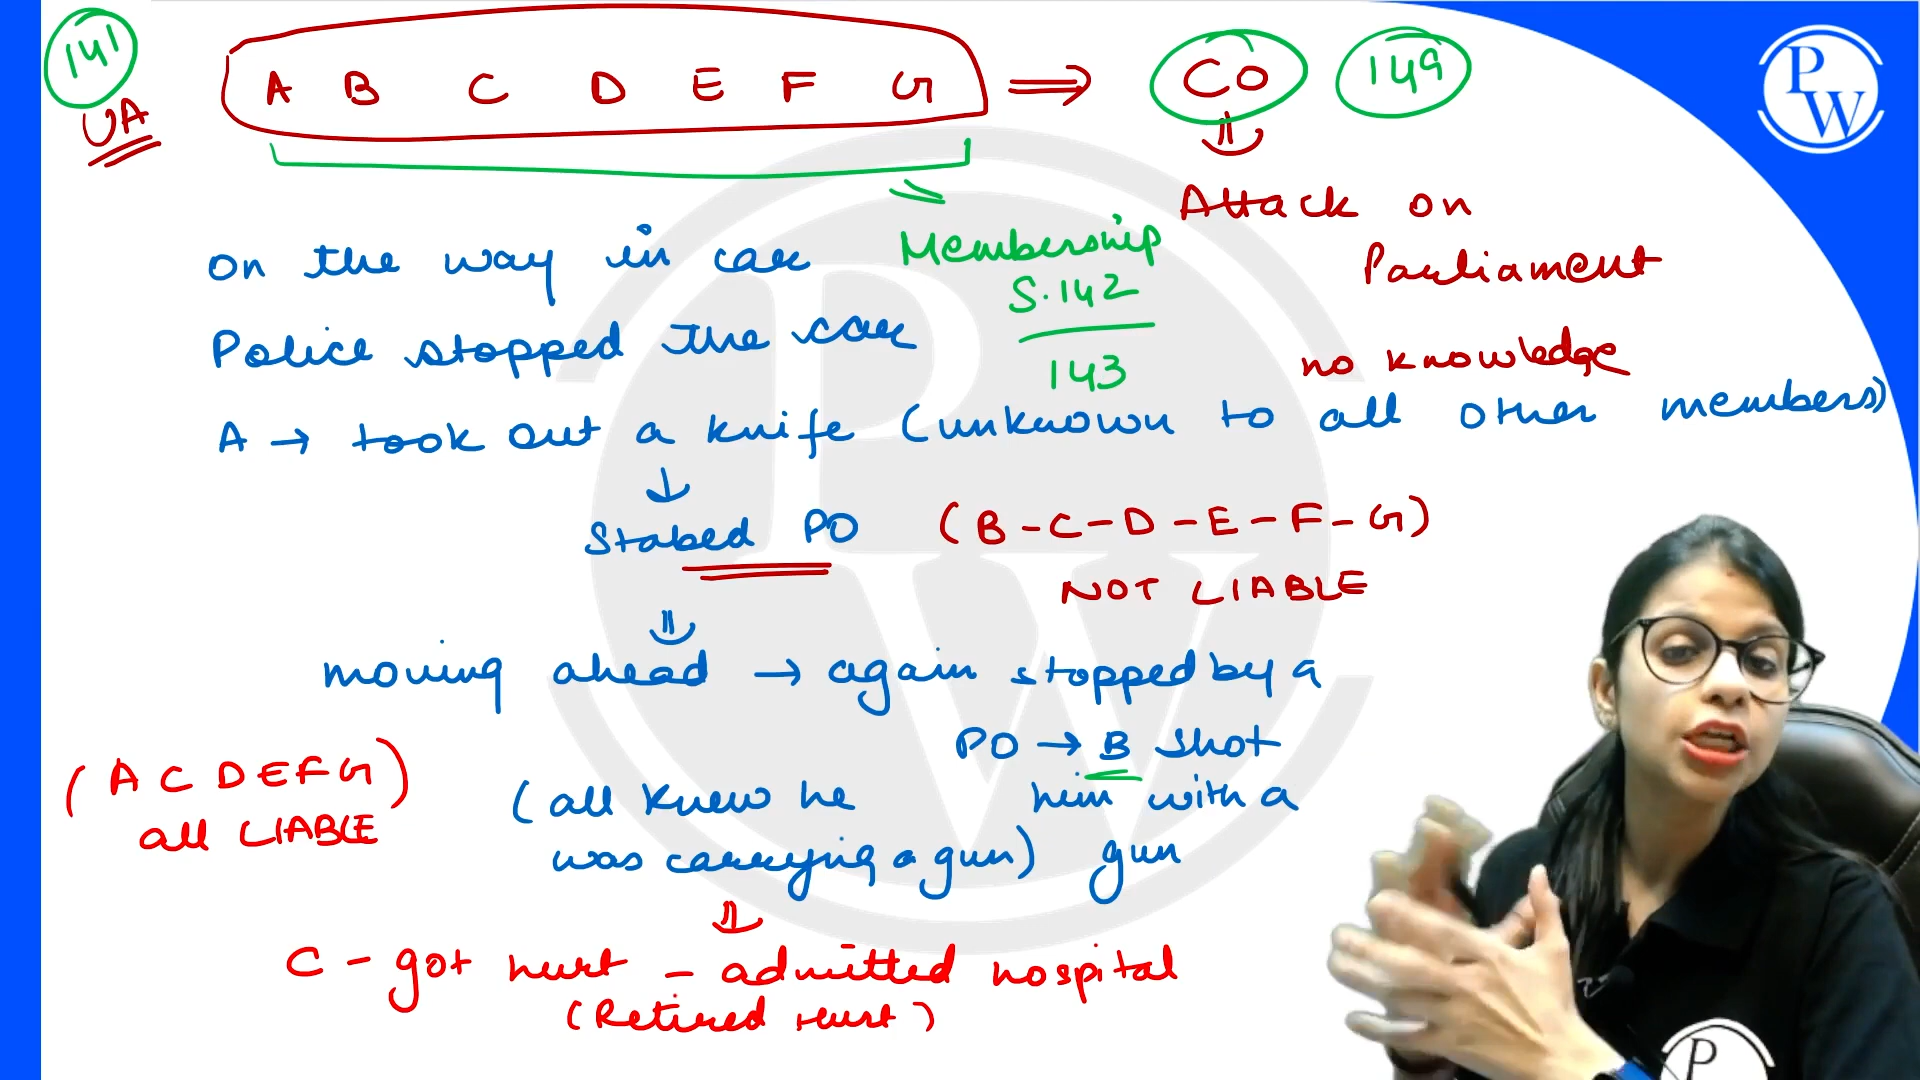 141 A B C D E F G ⇒ CO 149
UA
Attack on
Parliament
Membership
S.142
143
on the way in car
Police stopped the car
no knowledge
A → took out a knife (unknown to all other members)
↓
Stabed PO (B-C-D-E-F-G)
NOT LIABLE
moving ahead → again stopped by a
PO → B shot
him with a
gun
(all knew he
was carrying a gun)
(A C D E F G)
all LIABLE
C - got hurt - admitted hospital
(Retired hurt)
PW
P